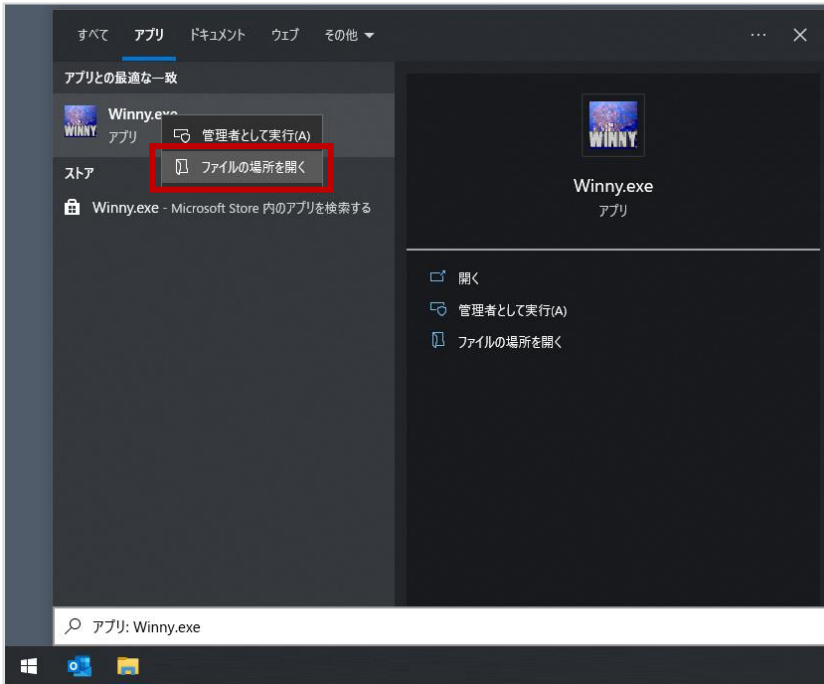 すべて アプリ ドキュメント ウェブ その他
アプリとの最適な一致
Winny.exe
アプリ
WINNY
管理者として実行(A)
ファイルの場所を開く
ストア
Winny.exe - Microsoft Store 内のアプリを検索する
WINNY
Winny.exe
アプリ
開く
管理者として実行(A)
ファイルの場所を開く
アプリ: Winny.exe